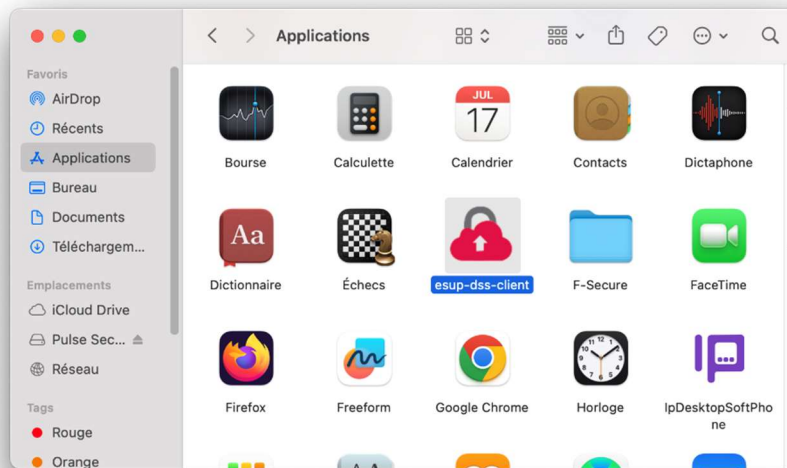 Applications
Favoris
AirDrop
Récents
Applications
Bureau
Documents
Téléchargem...
Emplacements
iCloud Drive
Pulse Sec...
Réseau
Tags
Rouge
Orange
JUL
17
Bourse
Calculette
Calendrier
Contacts
Dictaphone
Aa
Dictionnaire
Échecs
esup-dss-client
F-Secure
FaceTime
Firefox
Freeform
Google Chrome
Horloge
IpDesktopSoftPho
ne